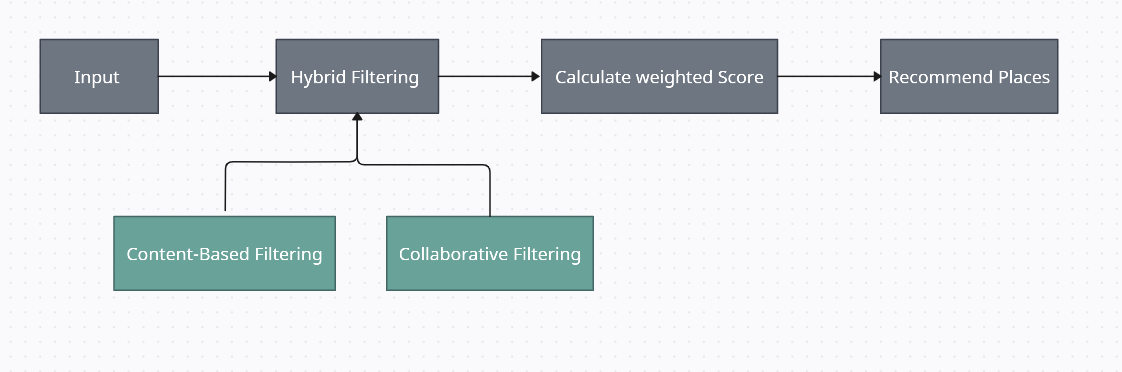 Input
Hybrid Filtering
Calculate weighted Score
Recommend Places
Content-Based Filtering
Collaborative Filtering